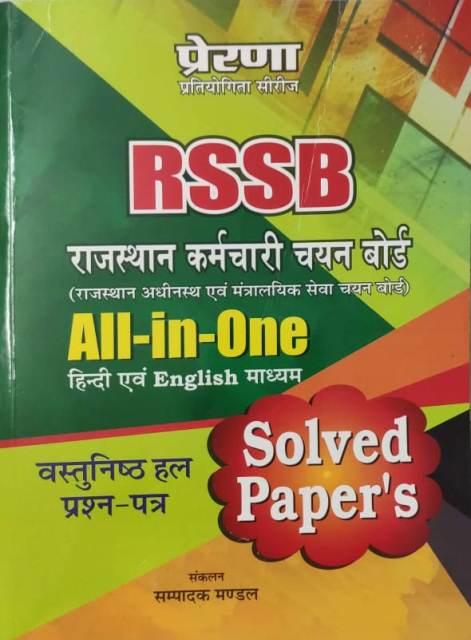 प्रेरणा
प्रतियोगिता सीरीज
RSSB
राजस्थान कर्मचारी चयन बोर्ड
(राजस्थान अधीनस्थ एवं मंत्रालयिक सेवा चयन बोर्ड)
All-in-One
हिन्दी एवं English माध्यम
Solved
Paper's
वस्तुनिष्ठ हल
प्रश्न-पत्र
संकलन
सम्पादक मण्डल